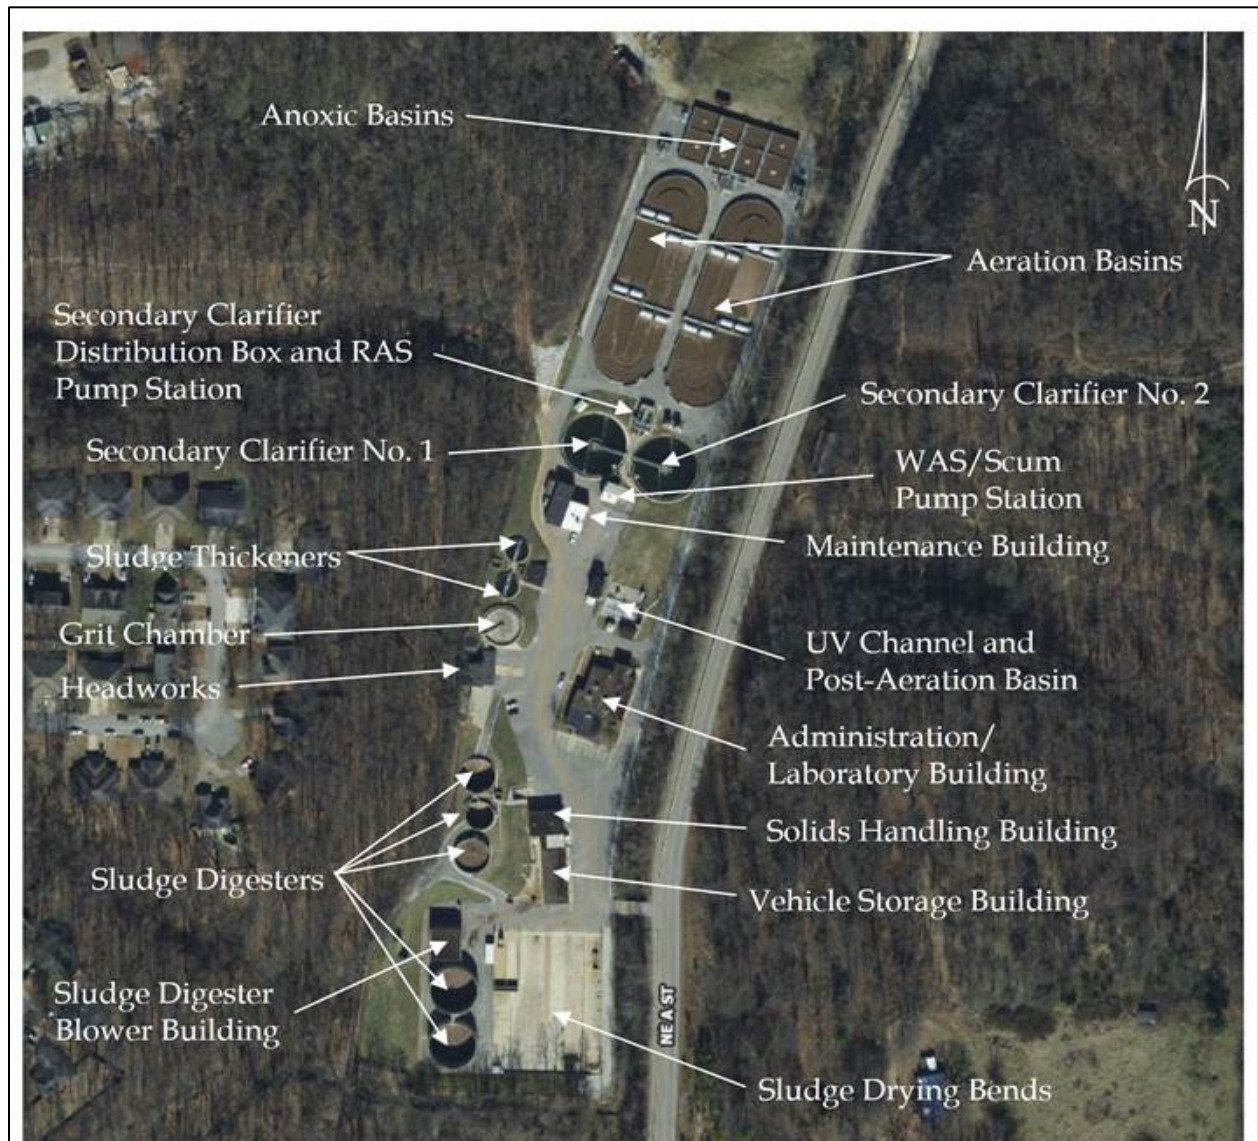 Anoxic Basins
N
Aeration Basins
Secondary Clarifier
Distribution Box and RAS
Pump Station
Secondary Clarifier No. 2
Secondary Clarifier No. 1
WAS/Scum
Pump Station
Maintenance Building
Sludge Thickeners
Grit Chamber
UV Channel and
Post-Aeration Basin
Headworks
Administration/
Laboratory Building
Solids Handling Building
Sludge Digesters
Vehicle Storage Building
Sludge Digester
Blower Building
NE A ST
Sludge Drying Bends